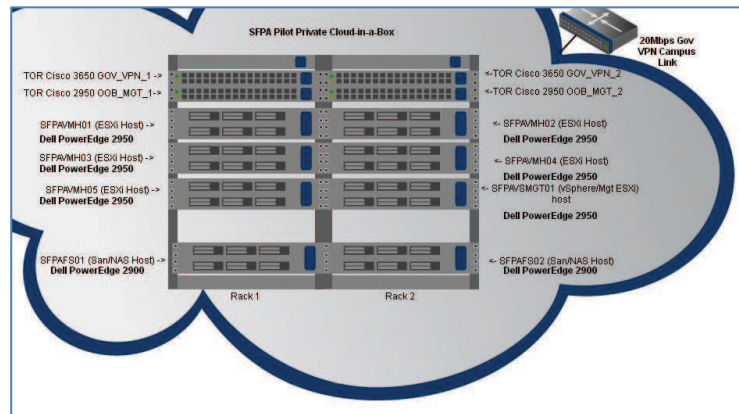 SFPA Pilot Private Cloud-in-a-Box
20Mbps Gov
VPN Campus
Link
TOR Cisco 3650 GOV_VPN_1 ->
<-TOR Cisco 3650 GOV_VPN_2
TOR Cisco 2950 OOB_MGT_1->
<-TOR Cisco 2950 OOB_MGT_2
SFPAVMH01 (ESXi Host) ->
Dell PowerEdge 2950
<- SFPAVMH02 (ESXi Host)
Dell PowerEdge 2950
SFPAVMH03 (ESXi Host) ->
Dell PowerEdge 2950
<- SFPAVMH04 (ESXi Host)
Dell PowerEdge 2950
SFPAVMH05 (ESXi Host) ->
Dell PowerEdge 2950
<-SFPAVSMGT01 (vSphere/Mgt ESXi)
host
Dell PowerEdge 2950
SFPAFS01 (San/NAS Host)->
Dell PowerEdge 2900
<- SFPAFS02 (San/NAS Host)
Dell PowerEdge 2900
Rack 1
Rack 2